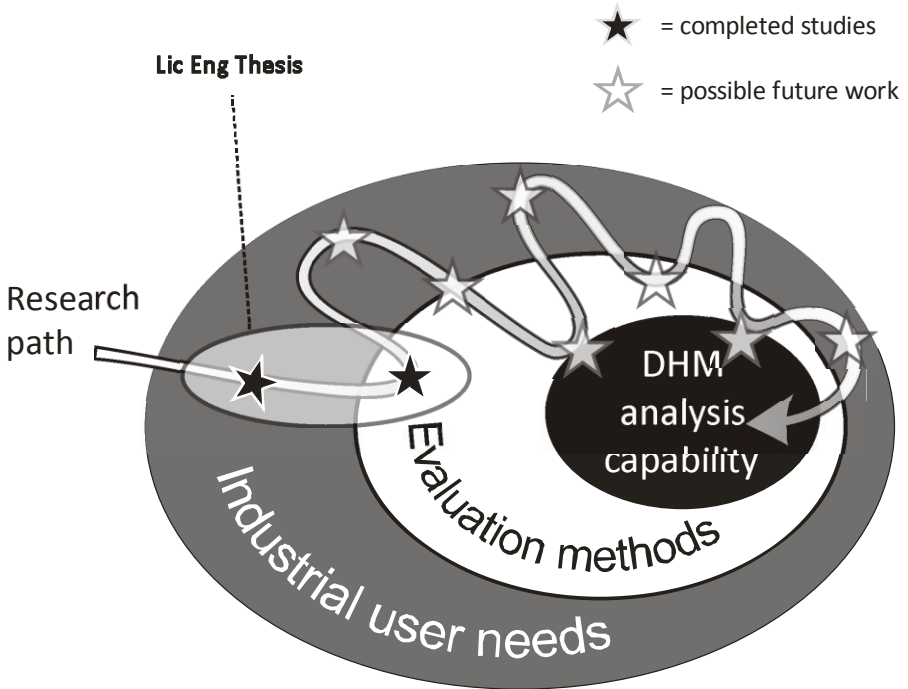 = completed studies
= possible future work
Lic Eng Thesis
Research
path
DHM
analysis
capability
Evaluation methods
Industrial user needs